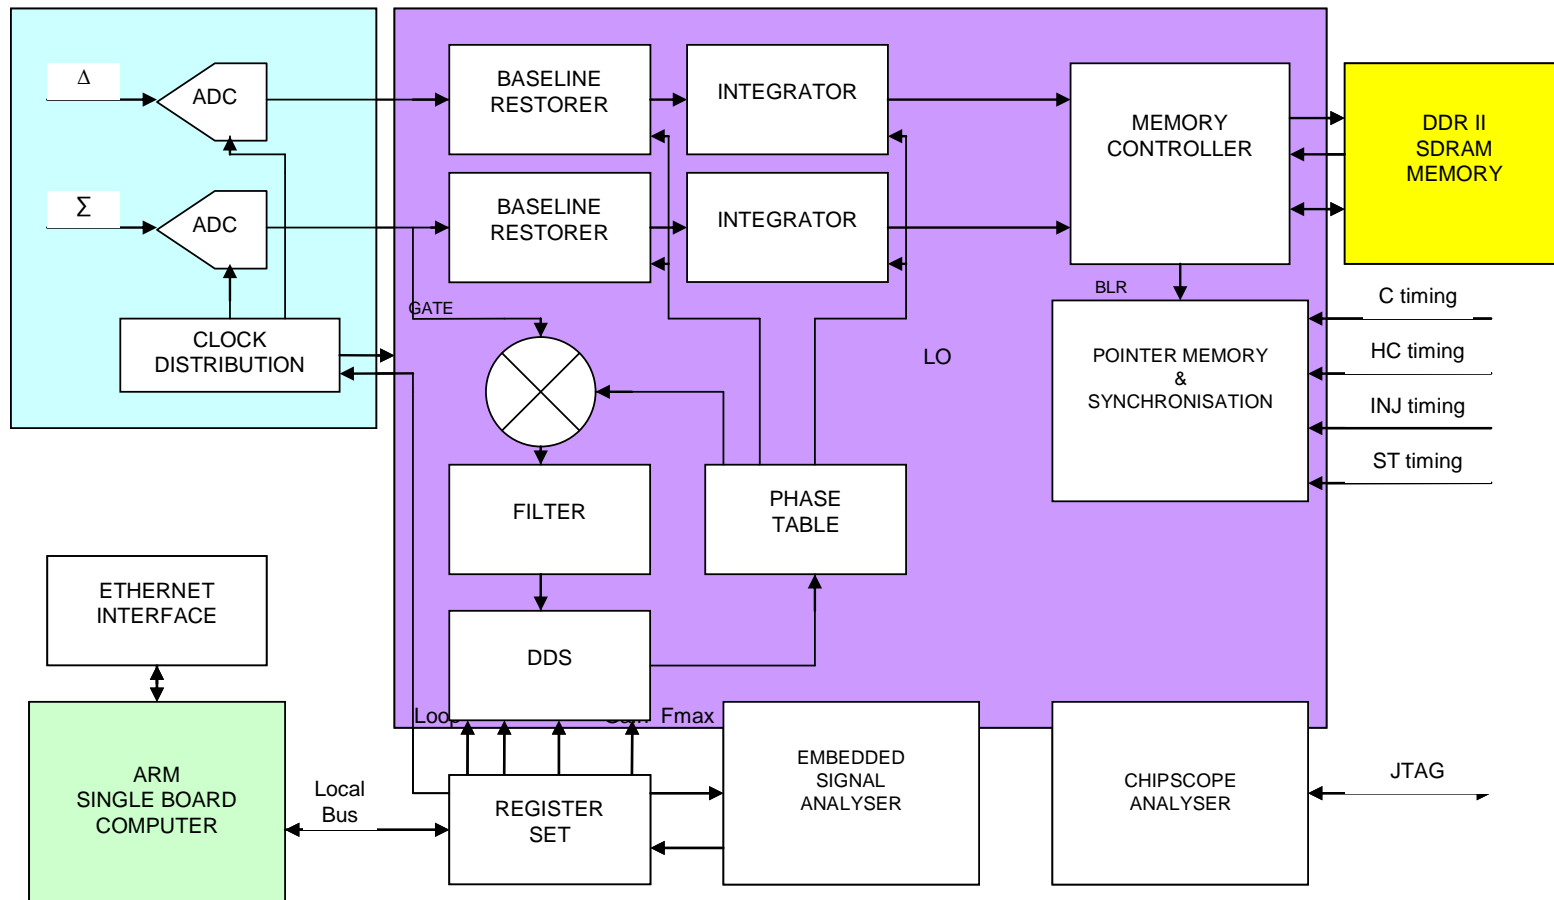 Δ
ADC
Σ
ADC
CLOCK
DISTRIBUTION
BASELINE
RESTORER
INTEGRATOR
BASELINE
RESTORER
INTEGRATOR
MEMORY
CONTROLLER
DDR II
SDRAM
MEMORY
GATE
BLR
LO
POINTER MEMORY
&
SYNCHRONISATION
C timing
HC timing
INJ timing
ST timing
FILTER
PHASE
TABLE
DDS
Loop
Fmax
ETHERNET
INTERFACE
ARM
SINGLE BOARD
COMPUTER
Local
Bus
REGISTER
SET
EMBEDDED
SIGNAL
ANALYSER
CHIPSCOPE
ANALYSER
JTAG